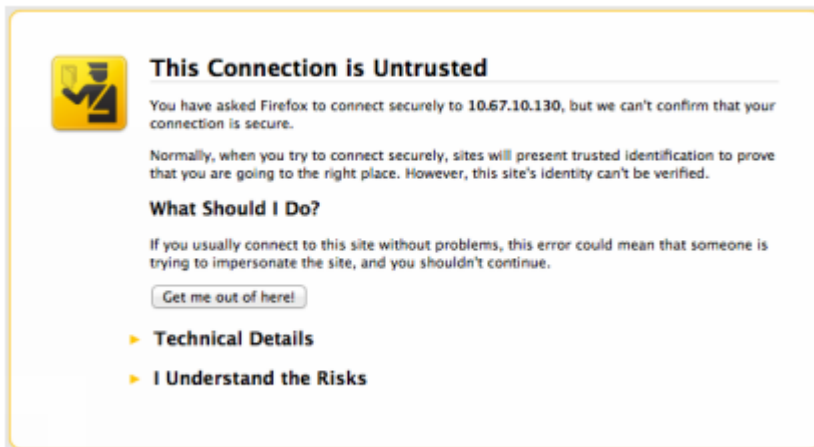 This Connection is Untrusted
You have asked Firefox to connect securely to 10.67.10.130, but we can't confirm that your
connection is secure.
Normally, when you try to connect securely, sites will present trusted identification to prove
that you are going to the right place. However, this site's identity can't be verified.
What Should I Do?
If you usually connect to this site without problems, this error could mean that someone is
trying to impersonate the site, and you shouldn't continue.
Get me out of here!
Technical Details
I Understand the Risks